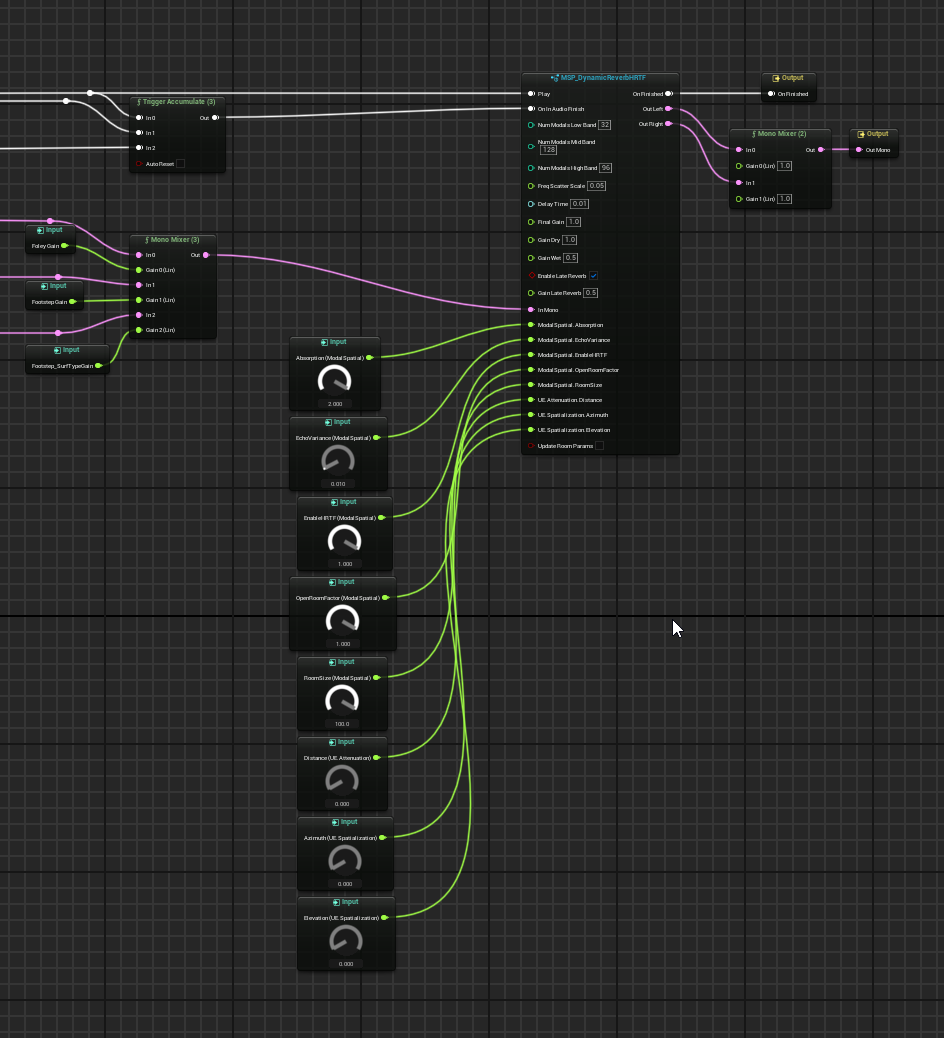 Trigger Accumulate (3)
In 0
Out
In 1
In 2
Auto Reset
Input
Foley Gain
Input
Footstep Gain
Input
Footstep_SurfTypeGain
Mono Mixer (3)
In 0
Out
Gain 0 (Lin)
In 1
Gain 1 (Lin)
In 2
Gain 2 (Lin)
Input
Absorption (Modal Spatial)
2.000
Input
EchoVariance (Modal Spatial)
0.010
Input
EnableHRTF (Modal Spatial)
1.000
Input
OpenRoomFactor (Modal Spatial)
1.000
Input
RoomSize (Modal Spatial)
100.0
Input
Distance (UE.Attenuation)
0.000
Input
Azimuth (UE.Spatialization)
0.000
Input
Elevation (UE.Spatialization)
0.000
MSP_DynamicReverbHRTF
Play
On Finished
On In Audio Finish
Out Left
Num Modals Low Band 32
Out Right
Num Modals Mid Band
128
Num Modals High Band 96
Freq Scatter Scale 0.05
Delay Time 0.01
Final Gain 1.0
Gain Dry 1.0
Gain Wet 0.5
Enable Late Reverb
Gain Late Reverb 0.5
In Mono
Modal Spatial. Absorption
Modal Spatial. EchoVariance
Modal Spatial. EnableHRTF
Modal Spatial. OpenRoomFactor
Modal Spatial. RoomSize
UE.Attenuation. Distance
UE.Spatialization. Azimuth
UE.Spatialization. Elevation
Update Room Params
Output
On Finished
Mono Mixer (2)
In 0
Out
Gain 0 (Lin) 1.0
In 1
Gain 1 (Lin) 1.0
Output
Out Mono